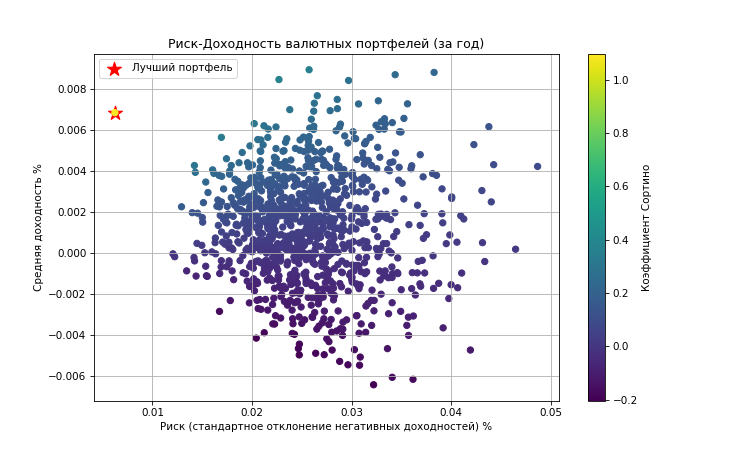 Риск-Доходность валютных портфелей (за год)
Лучший портфель
Средняя доходность %
0.008
0.006
0.004
0.002
0.000
−0.002
−0.004
−0.006
0.01 0.02 0.03 0.04 0.05
Риск (стандартное отклонение негативных доходностей) %
1.0
0.8
0.6
0.4
0.2
0.0
−0.2
Коэффициент Сортино